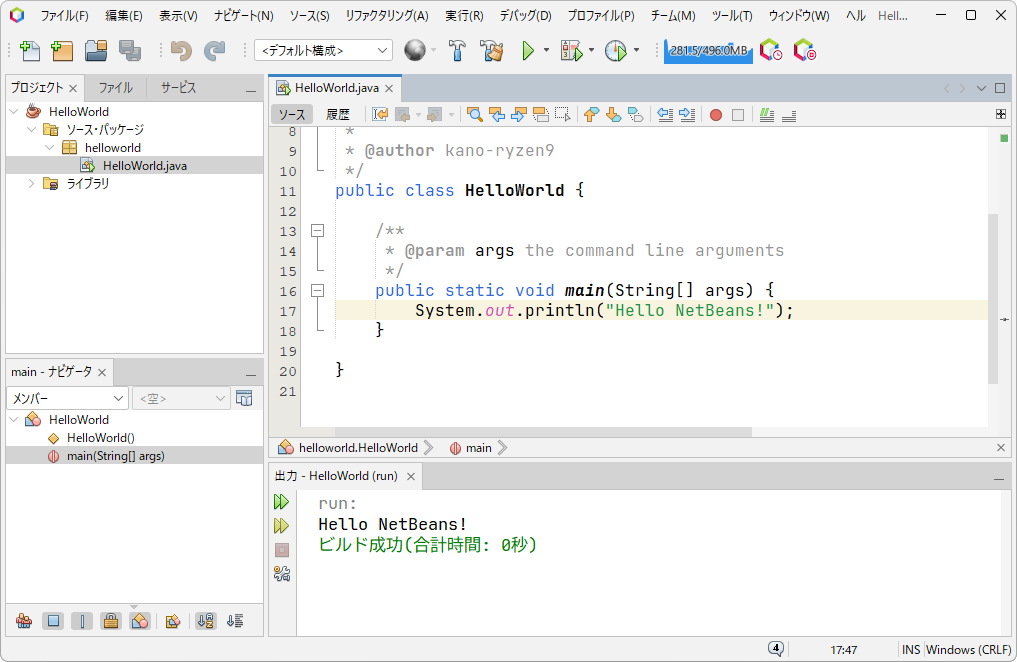 ファイル(F) 編集(E) 表示(V) ナビゲート(N) ソース(S) リファクタリング(A) 実行(R) デバッグ(D) プロファイル(P) チーム(M) ツール(T) ウィンドウ(W) ヘル Hell...
<デフォルト構成> 281.5/496.0MB
プロジェクト ファイル サービス
HelloWorld
ソース・パッケージ
helloworld
HelloWorld.java
ライブラリ
main - ナビゲータ
メンバー <空>
HelloWorld
HelloWorld()
main(String[] args)
HelloWorld.java
ソース 履歴
8 *
9 * @author kano-ryzen9
10 */
11 public class HelloWorld {
12
13 /**
14 * @param args the command line arguments
15 */
16 public static void main(String[] args) {
17 System.out.println("Hello NetBeans!");
18 }
19
20 }
21
helloworld.HelloWorld main
出力 - HelloWorld (run)
run:
Hello NetBeans!
ビルド成功(合計時間: 0秒)
4 17:47 INS Windows (CRLF)